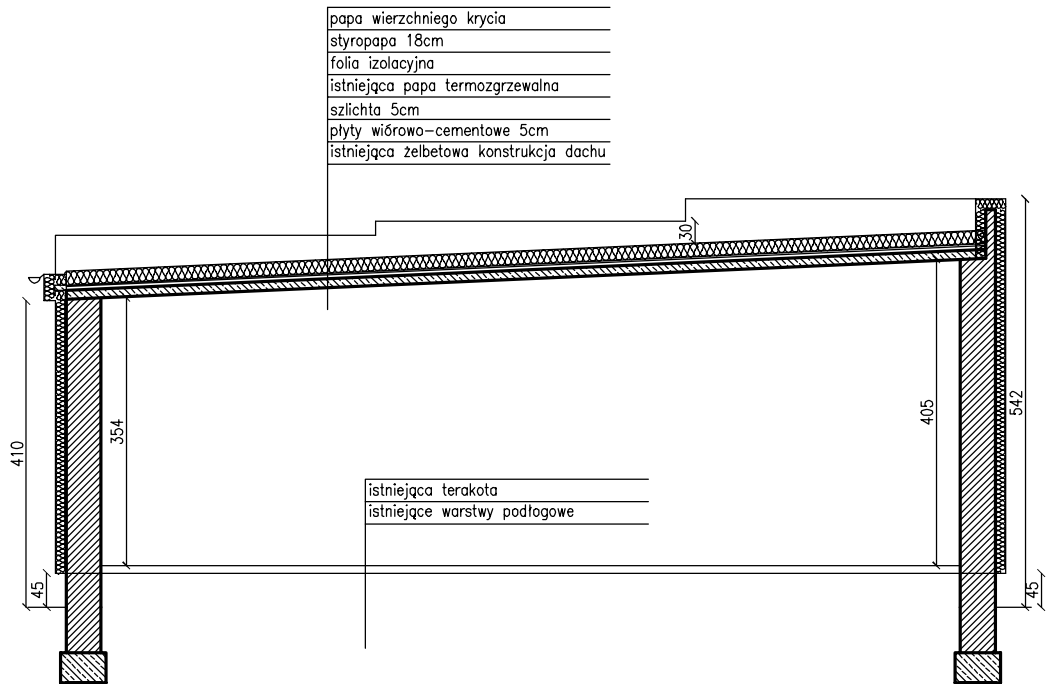 papa wierzchniego krycia
styropapa 18cm
folia izolacyjna
istniejąca papa termozgrzewalna
szlichta 5cm
płyty wiórowo-cementowe 5cm
istniejąca żelbetowa konstrukcja dachu
30
410
354
405
542
istniejąca terakota
istniejące warstwy podłogowe
45
45